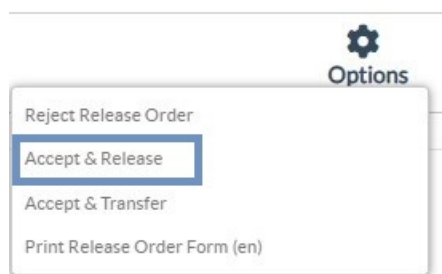 Options
Reject Release Order
Accept & Release
Accept & Transfer
Print Release Order Form (en)